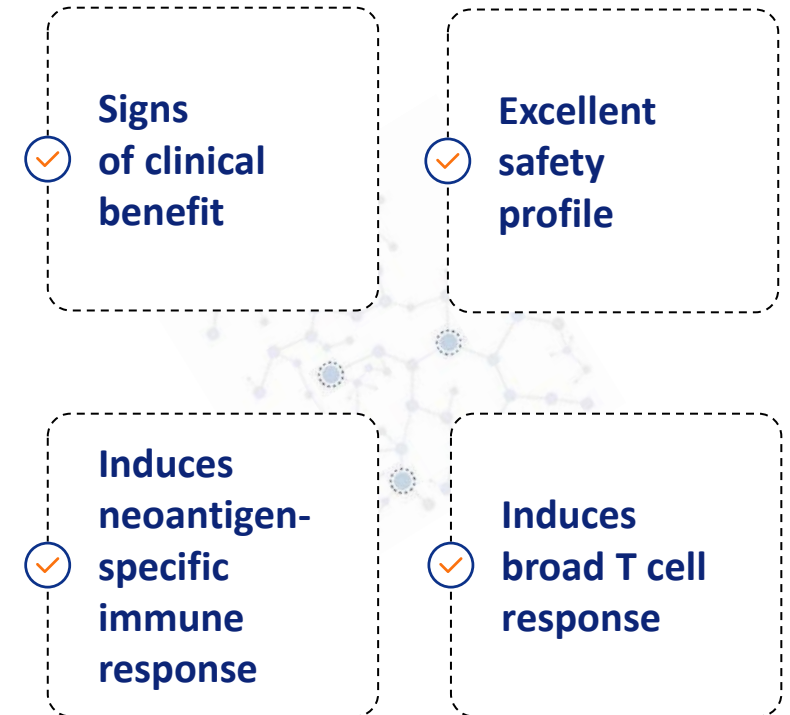 Signs
of clinical
benefit
Excellent
safety
profile
Induces
neoantigen-
specific
immune
response
Induces
broad T cell
response